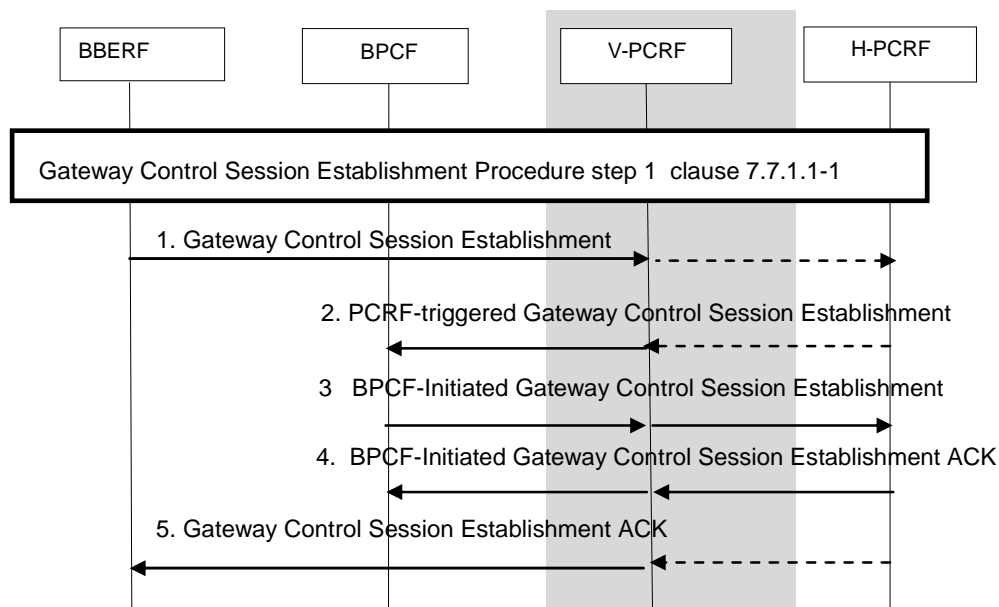 BBERF
BPCF
V-PCRF
H-PCRF
Gateway Control Session Establishment Procedure step 1 clause 7.7.1.1-1
1. Gateway Control Session Establishment
2. PCRF-triggered Gateway Control Session Establishment
3 BPCF-Initiated Gateway Control Session Establishment
4. BPCF-Initiated Gateway Control Session Establishment ACK
5. Gateway Control Session Establishment ACK